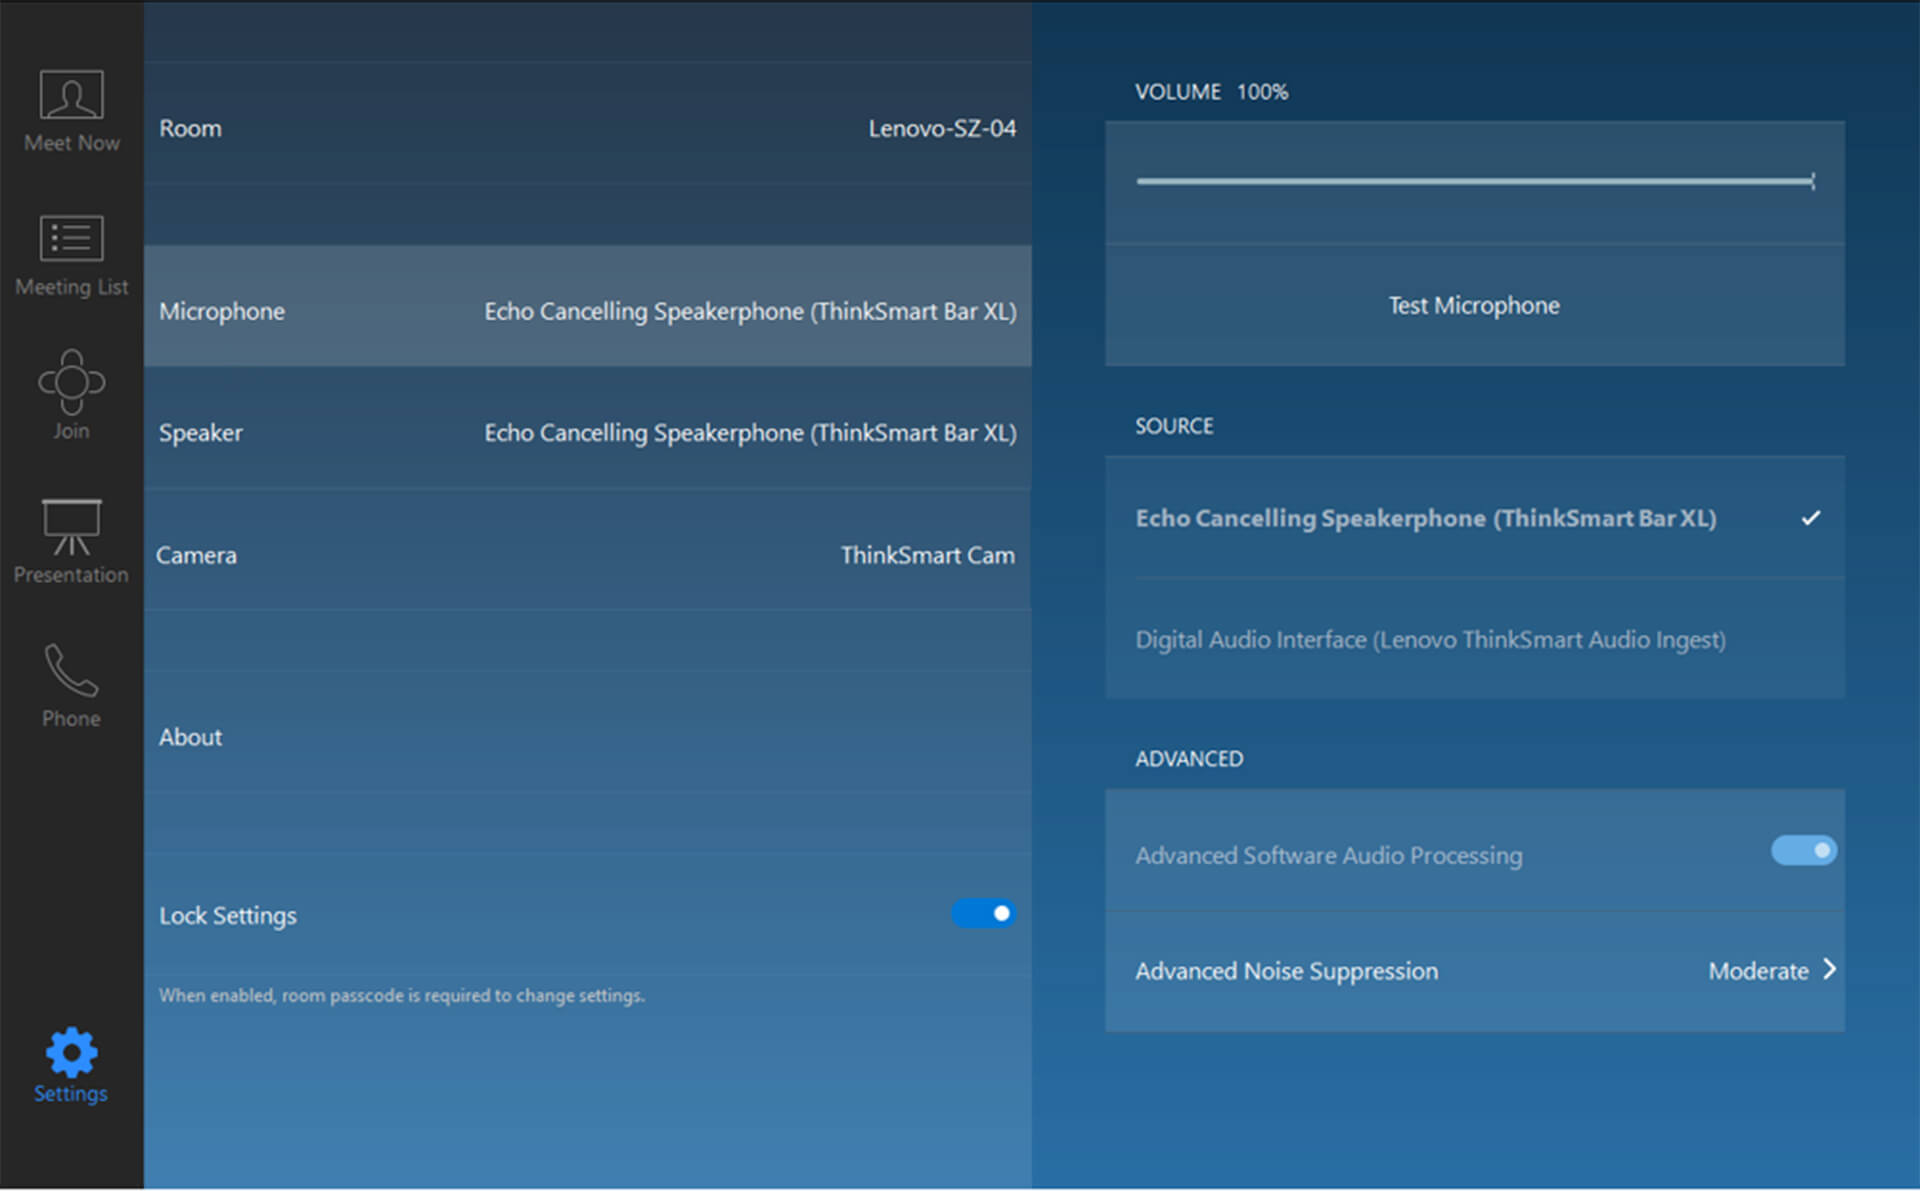 Meet Now
Meeting List
Join
Presentation
Phone
Settings
Room Lenovo-SZ-04
Microphone Echo Cancelling Speakerphone (ThinkSmart Bar XL)
Speaker Echo Cancelling Speakerphone (ThinkSmart Bar XL)
Camera ThinkSmart Cam
About
Lock Settings
When enabled, room passcode is required to change settings.
VOLUME 100%
Test Microphone
SOURCE
Echo Cancelling Speakerphone (ThinkSmart Bar XL)
Digital Audio Interface (Lenovo ThinkSmart Audio Ingest)
ADVANCED
Advanced Software Audio Processing
Advanced Noise Suppression Moderate